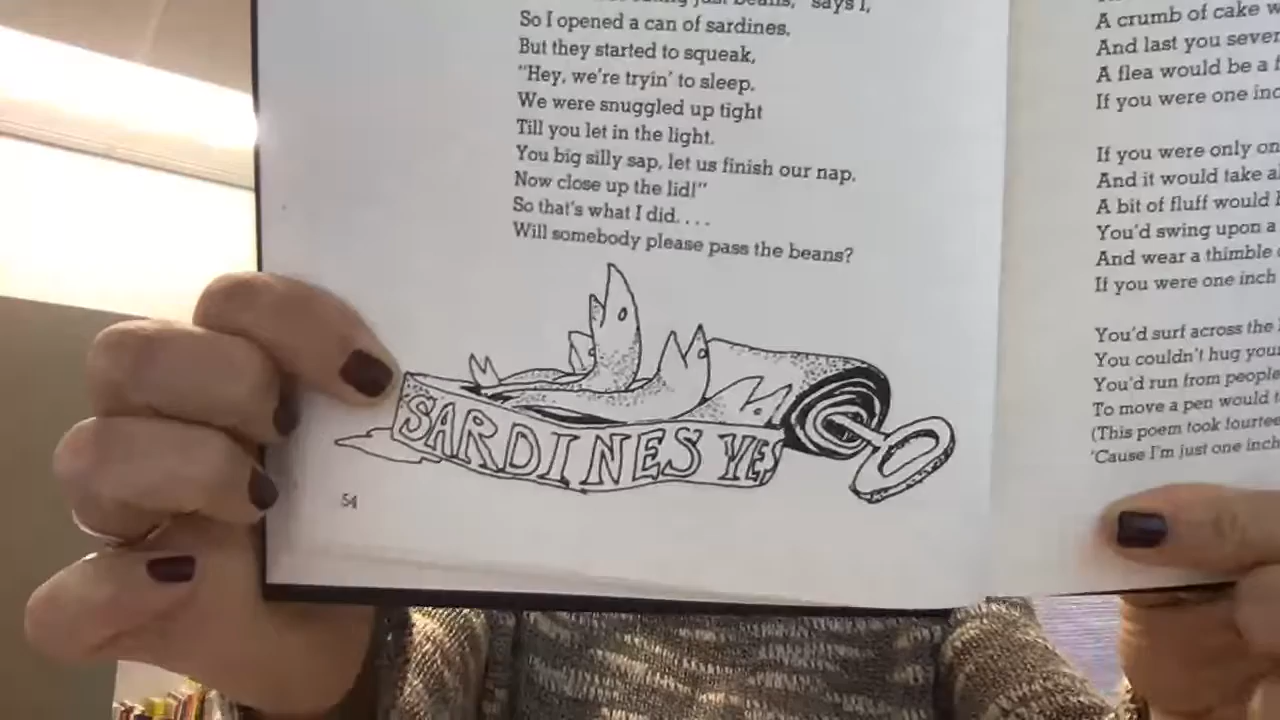 just beans," says I,
So I opened a can of sardines,
But they started to squeak,
"Hey, we're tryin' to sleep.
We were snuggled up tight
Till you let in the light.
You big silly sap, let us finish our nap,
Now close up the lid!"
So that's what I did. . . .
Will somebody please pass the beans?
SARDINES YES
54
A crumb of cake w
And last you seven
A flea would be a f
If you were one inc
If you were only on
And it would take a
A bit of fluff would b
You'd swing upon a
And wear a thimble o
If you were one inch
You'd surf across the
You couldn't hug your
You'd run from people
To move a pen would t
(This poem took fourtee
'Cause I'm just one inch